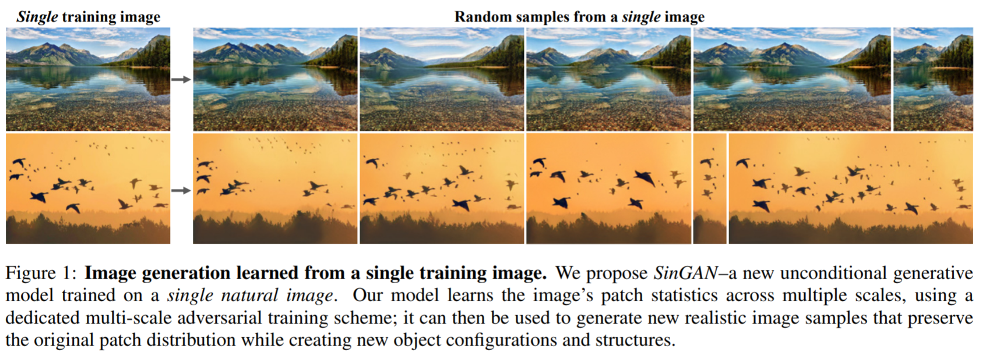 Single training image
Random samples from a single image
Figure 1: Image generation learned from a single training image. We propose SinGAN–a new unconditional generative
model trained on a single natural image. Our model learns the image's patch statistics across multiple scales, using a
dedicated multi-scale adversarial training scheme; it can then be used to generate new realistic image samples that preserve
the original patch distribution while creating new object configurations and structures.